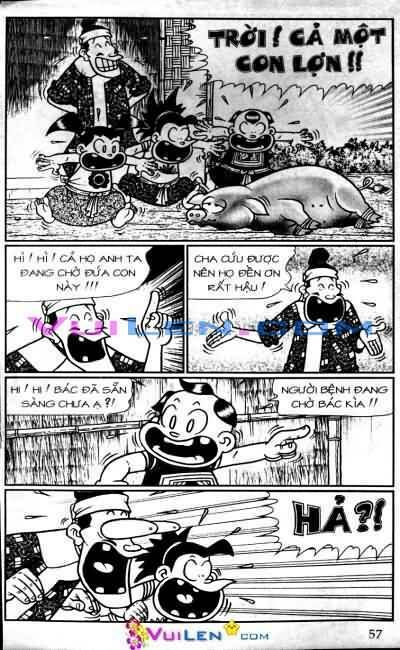 TRỜI! CẢ MỘT
CON LỢN!!
HÌ! HÌ! CẢ HỌ ANH TA
ĐANG CHỜ ĐỨA CON
NÀY!!!
CHA CỨU ĐƯỢC
NÊN HỌ ĐỀN ƠN
RẤT HẬU!
VUILEN.COM
HI! HI! BÁC ĐÃ SẴN
SÀNG CHƯA Ạ?!
NGƯỜI BỆNH ĐANG
CHỜ BÁC KÌA!!
HẢ?!
57
VUILEN.COM